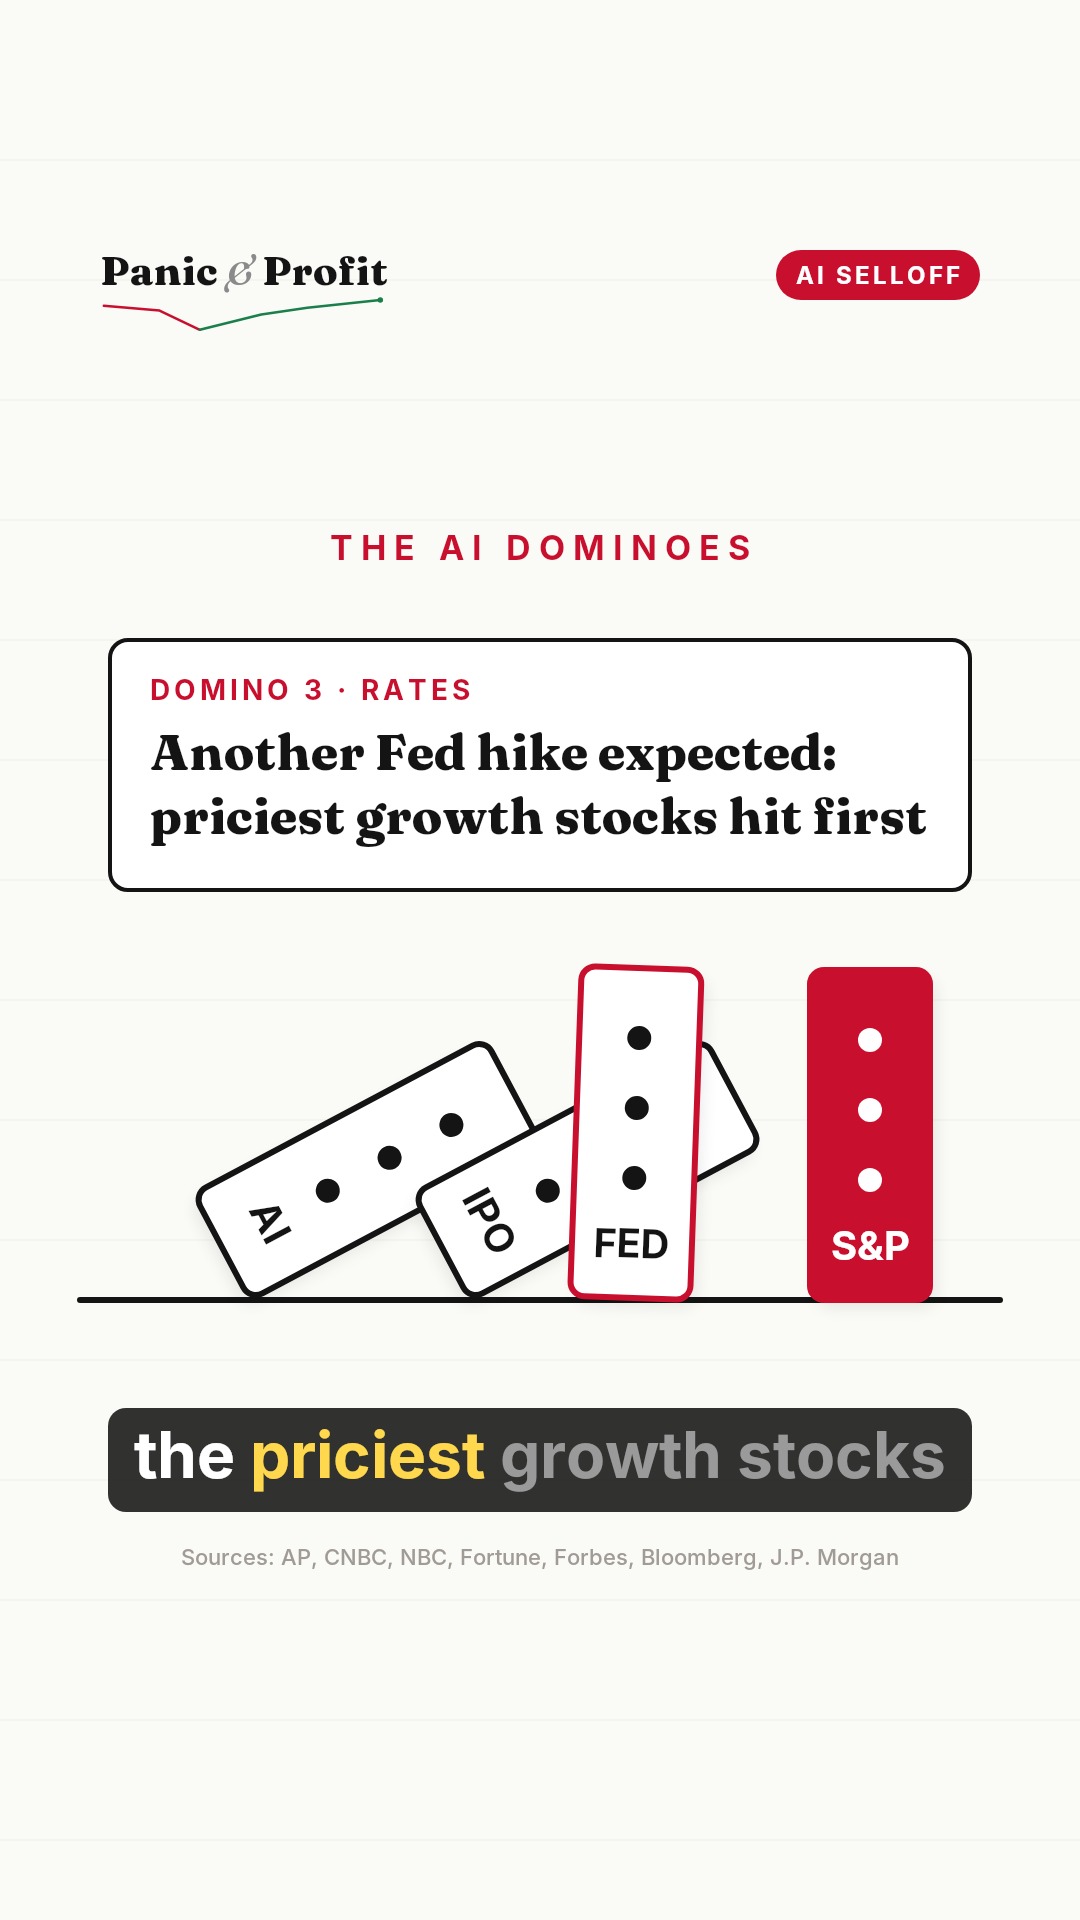 Panic & Profit
AI SELLOFF
THE AI DOMINOES
DOMINO 3 · RATES
Another Fed hike expected:
priciest growth stocks hit first
AI
IPO
FED
S&P
the priciest growth stocks
Sources: AP, CNBC, NBC, Fortune, Forbes, Bloomberg, J.P. Morgan